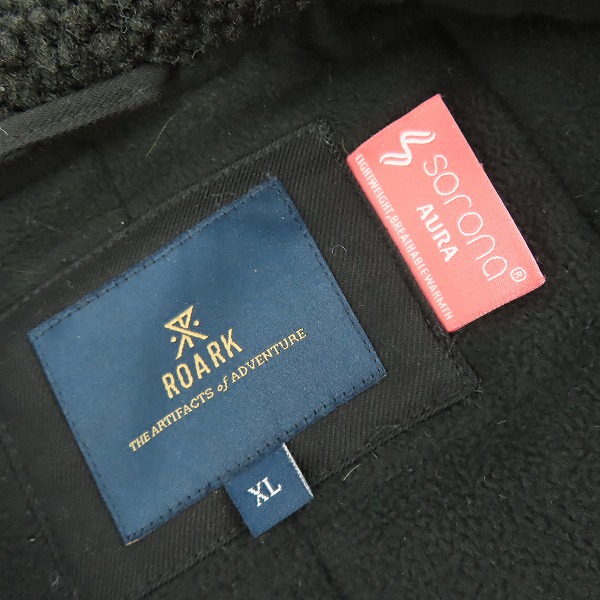 ROARK
THE ARTIFACTS of ADVENTURE
XL
sorona®
AURA
LIGHTWEIGHT, BREATHABLE WARMTH